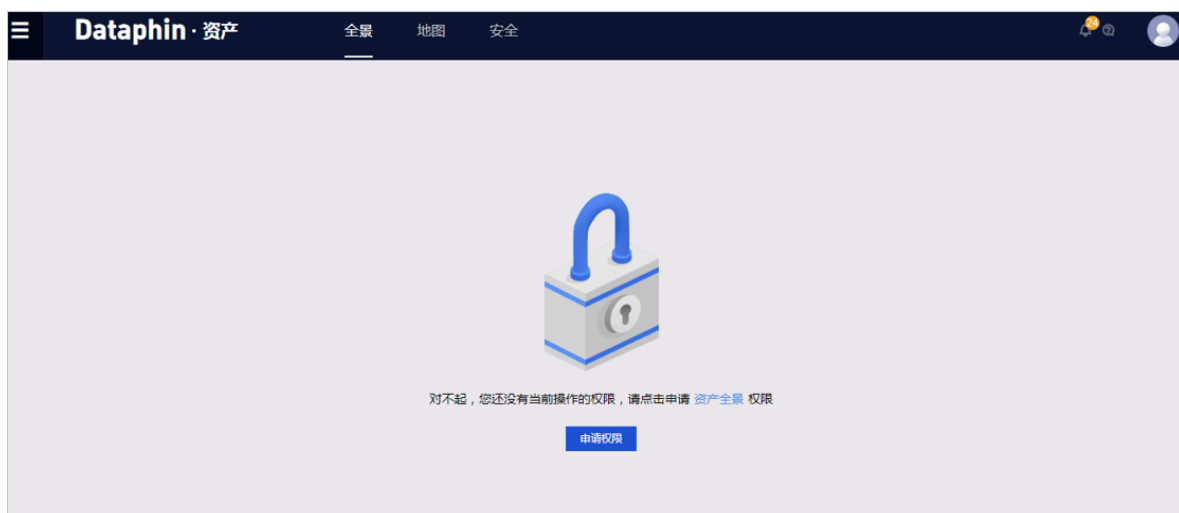 Dataphin · 资产 全景 地图 安全 24
对不起，您还没有当前操作的权限，请点击申请 资产全景 权限
申请权限